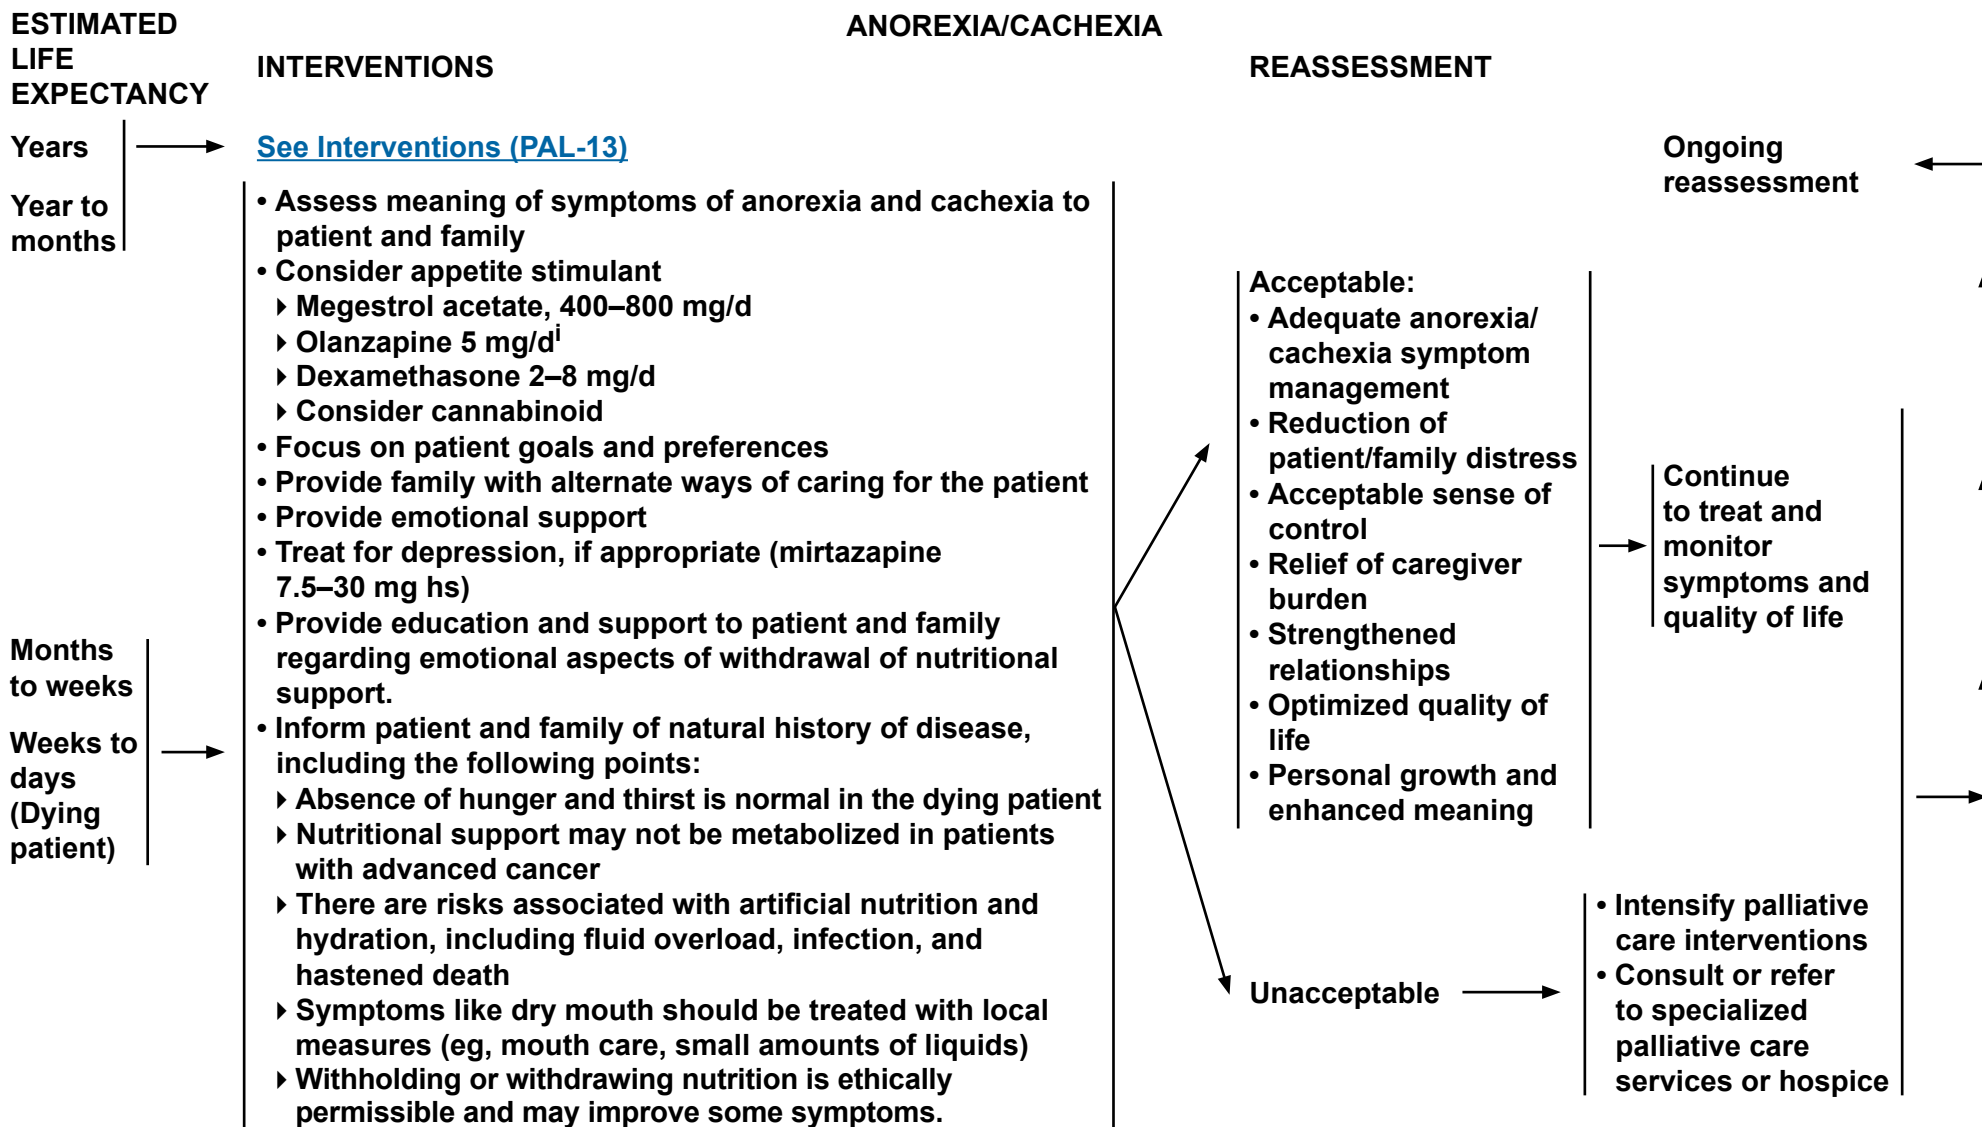 ANOREXIA/CACHEXIA
ESTIMATED
LIFE
EXPECTANCY
INTERVENTIONS
REASSESSMENT
Years
Year to
months
See Interventions (PAL-13)
Months
to weeks
Weeks to
days
(Dying
patient)
• Assess meaning of symptoms of anorexia and cachexia to
patient and family
• Consider appetite stimulant
▸ Megestrol acetate, 400–800 mg/d
▸ Olanzapine 5 mg/dⁱ
▸ Dexamethasone 2–8 mg/d
▸ Consider cannabinoid
• Focus on patient goals and preferences
• Provide family with alternate ways of caring for the patient
• Provide emotional support
• Treat for depression, if appropriate (mirtazapine
7.5–30 mg hs)
• Provide education and support to patient and family
regarding emotional aspects of withdrawal of nutritional
support.
• Inform patient and family of natural history of disease,
including the following points:
▸ Absence of hunger and thirst is normal in the dying patient
▸ Nutritional support may not be metabolized in patients
with advanced cancer
▸ There are risks associated with artificial nutrition and
hydration, including fluid overload, infection, and
hastened death
▸ Symptoms like dry mouth should be treated with local
measures (eg, mouth care, small amounts of liquids)
▸ Withholding or withdrawing nutrition is ethically
permissible and may improve some symptoms.
Acceptable:
• Adequate anorexia/
cachexia symptom
management
• Reduction of
patient/family distress
• Acceptable sense of
control
• Relief of caregiver
burden
• Strengthened
relationships
• Optimized quality of
life
• Personal growth and
enhanced meaning
Unacceptable
Continue
to treat and
monitor
symptoms and
quality of life
• Intensify palliative
care interventions
• Consult or refer
to specialized
palliative care
services or hospice
Ongoing
reassessment